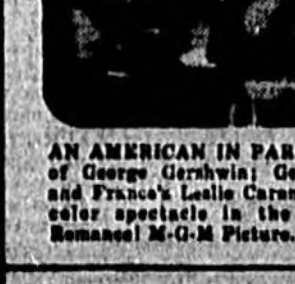 AN AMERICAN IN PAR
of George Gershwin; Ge
and France's Leslie Caron
color spectacle in the
Romance! M-G-M Picture.